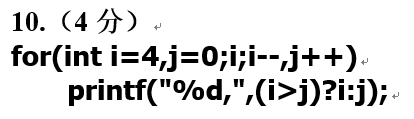 10.（4 分）
for(int i=4,j=0;i;i--,j++)
printf("%d,",(i>j)?i:j);